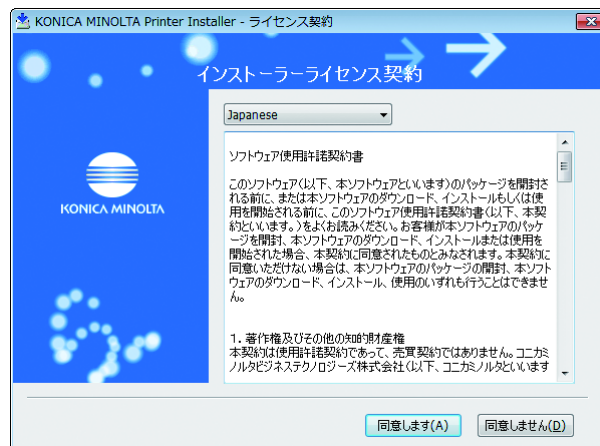 KONICA MINOLTA Printer Installer - ライセンス契約
インストーラーライセンス契約
Japanese
KONICA MINOLTA
ソフトウェア使用許諾契約書
このソフトウェア(以下、本ソフトウェアといいます)のパッケージを開封さ
れる前に、または本ソフトウェアのダウンロード、インストールもしくは使
用を開始される前に、このソフトウェア使用許諾契約書(以下、本契
約といいます。)をよくお読みください。お客様が本ソフトウェアのパッケ
ージを開封、本ソフトウェアのダウンロード、インストールまたは使用を
開始された場合、本契約に同意されたものとみなされます。本契約に
同意いただけない場合は、本ソフトウェアのパッケージの開封、本ソフト
ウェアのダウンロード、インストール、使用のいずれも行うことはできませ
ん。
1. 著作権及びその他の知的財産権
本契約は使用許諾契約であって、売買契約ではありません。コニカミ
ノルタビジネステクノロジーズ株式会社(以下、コニカミノルタといいます
同意します(A)
同意しません(D)